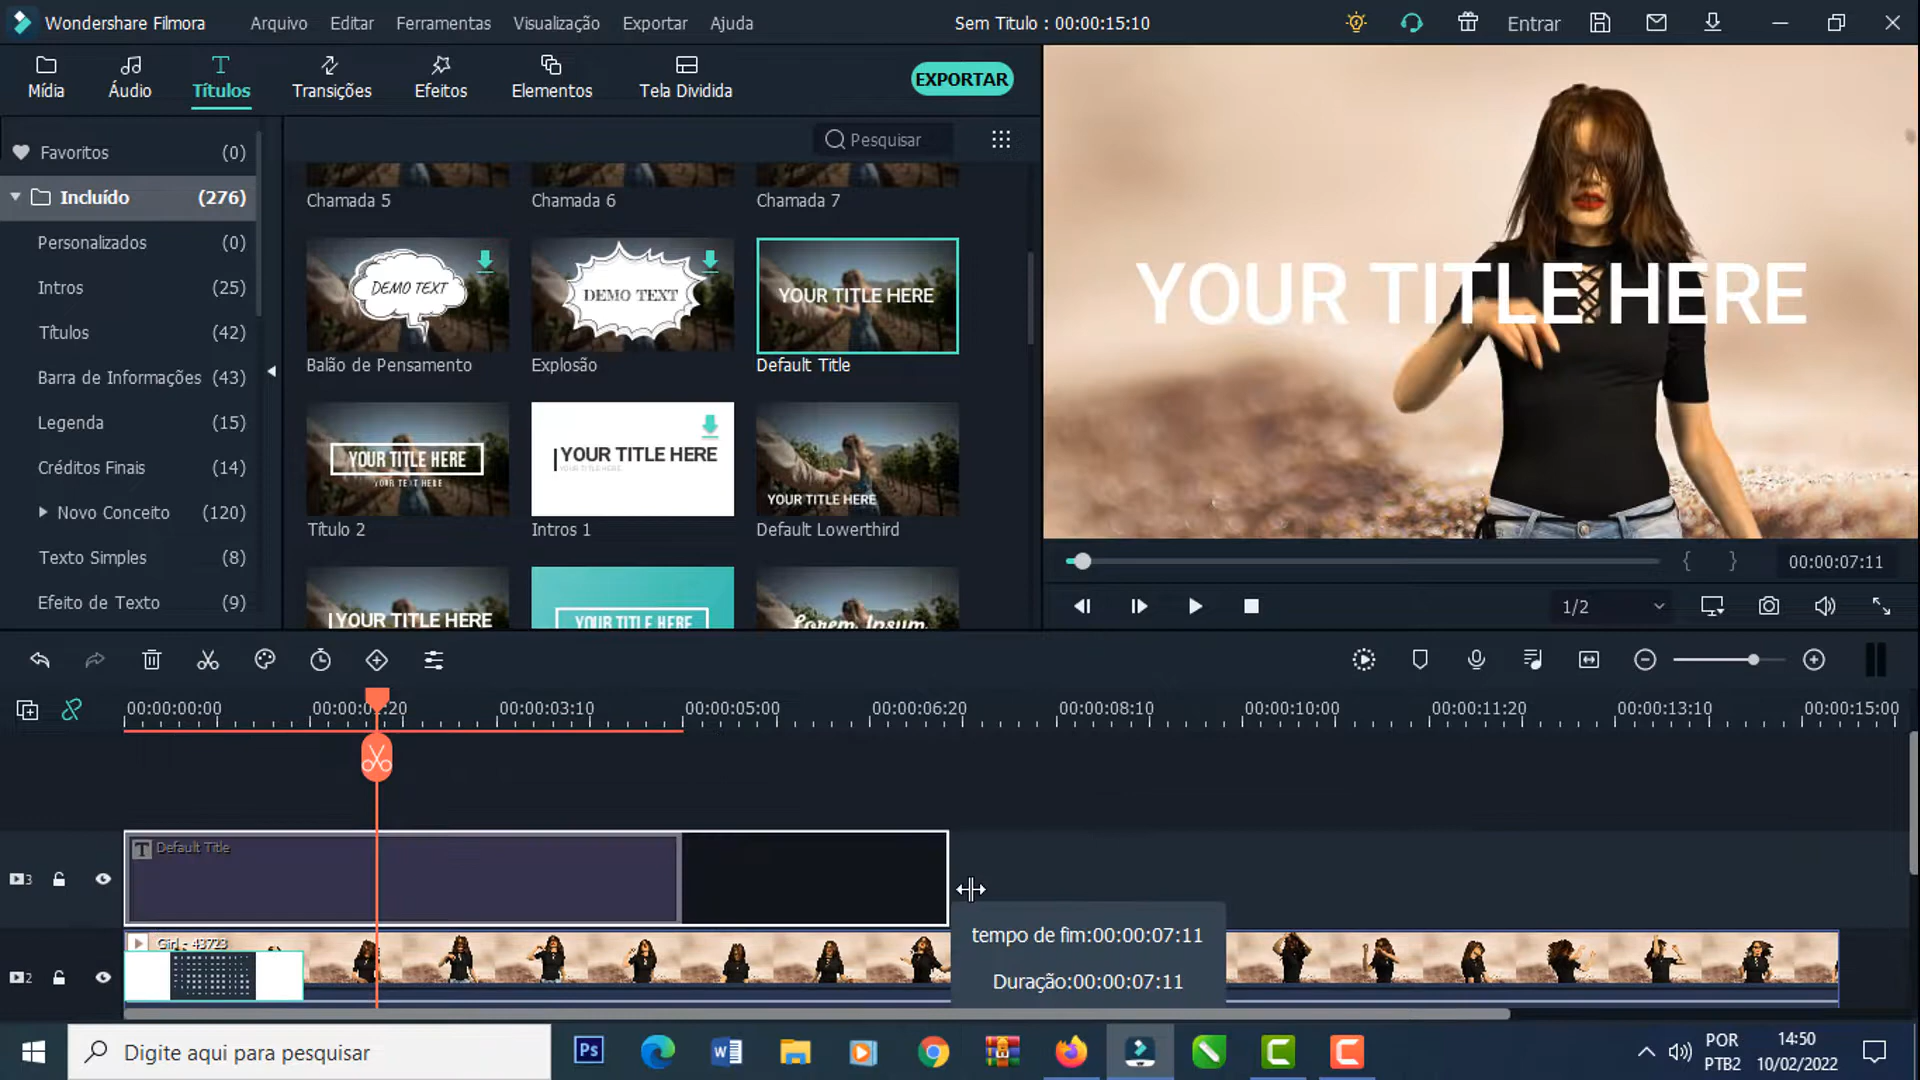 Wondershare Filmora
Arquivo
Editar
Ferramentas
Visualização
Exportar
Ajuda
Sem Titulo : 00:00:15:10
Entrar
Mídia
Áudio
Títulos
Transições
Efeitos
Elementos
Tela Dividida
EXPORTAR
Pesquisar
Favoritos (0)
Incluído (276)
Personalizados (0)
Intros (25)
Títulos (42)
Barra de Informações (43)
Legenda (15)
Créditos Finais (14)
Novo Conceito (120)
Texto Simples (8)
Efeito de Texto (9)
Chamada 5
Chamada 6
Chamada 7
DEMO TEXT
DEMO TEXT
YOUR TITLE HERE
Balão de Pensamento
Explosão
Default Title
YOUR TITLE HERE
YOUR TEXT HERE
YOUR TITLE HERE
YOUR TITLE HERE
YOUR TITLE HERE
Título 2
Intros 1
Default Lowerthird
YOUR TITLE HERE
YOUR TITLE HERE
Lorem Ipsum
YOUR TITLE HERE
{ }
00:00:07:11
1/2
00:00:00:00
00:00:03:10
00:00:05:00
00:00:06:20
00:00:08:10
00:00:10:00
00:00:11:20
00:00:13:10
00:00:15:00
3
T Default Title
tempo de fim:00:00:07:11
Duração:00:00:07:11
2
Girl - 43723
Digite aqui para pesquisar
Ps
W
POR
PTB2
14:50
10/02/2022